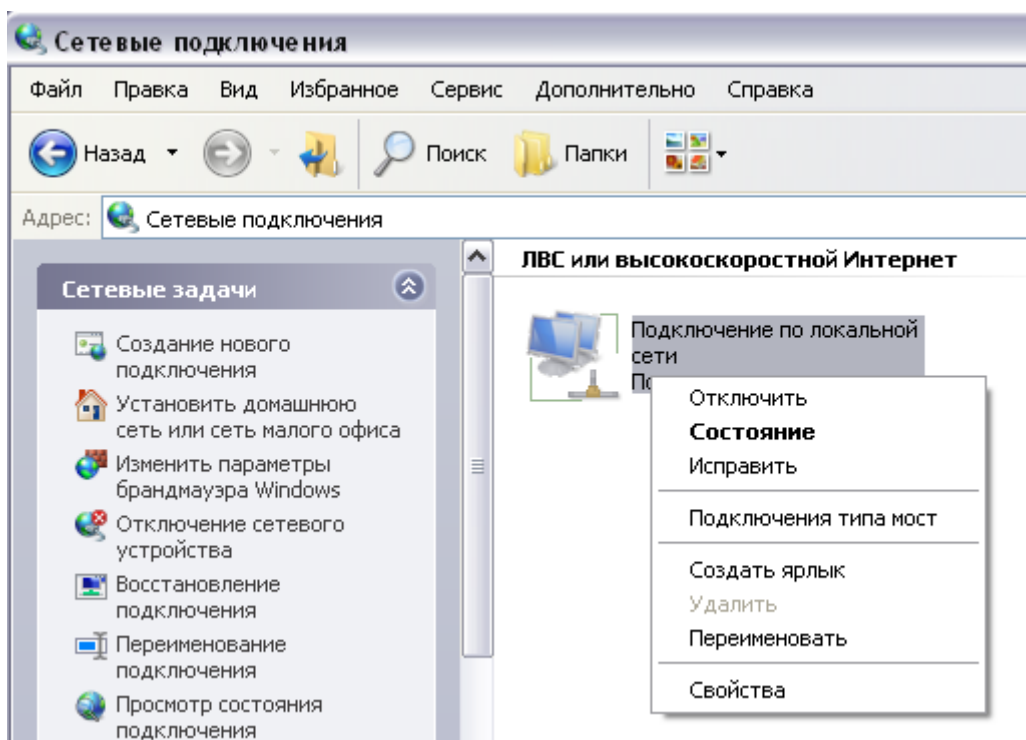 Сетевые подключения
Файл Правка Вид Избранное Сервис Дополнительно Справка
Назад Поиск Папки
Адрес: Сетевые подключения
Сетевые задачи
Создание нового
подключения
Установить домашнюю
сеть или сеть малого офиса
Изменить параметры
брандмауэра Windows
Отключение сетевого
устройства
Восстановление
подключения
Переименование
подключения
Просмотр состояния
подключения
ЛВС или высокоскоростной Интернет
Подключение по локальной
сети
Отключить
Состояние
Исправить
Подключения типа мост
Создать ярлык
Удалить
Переименовать
Свойства